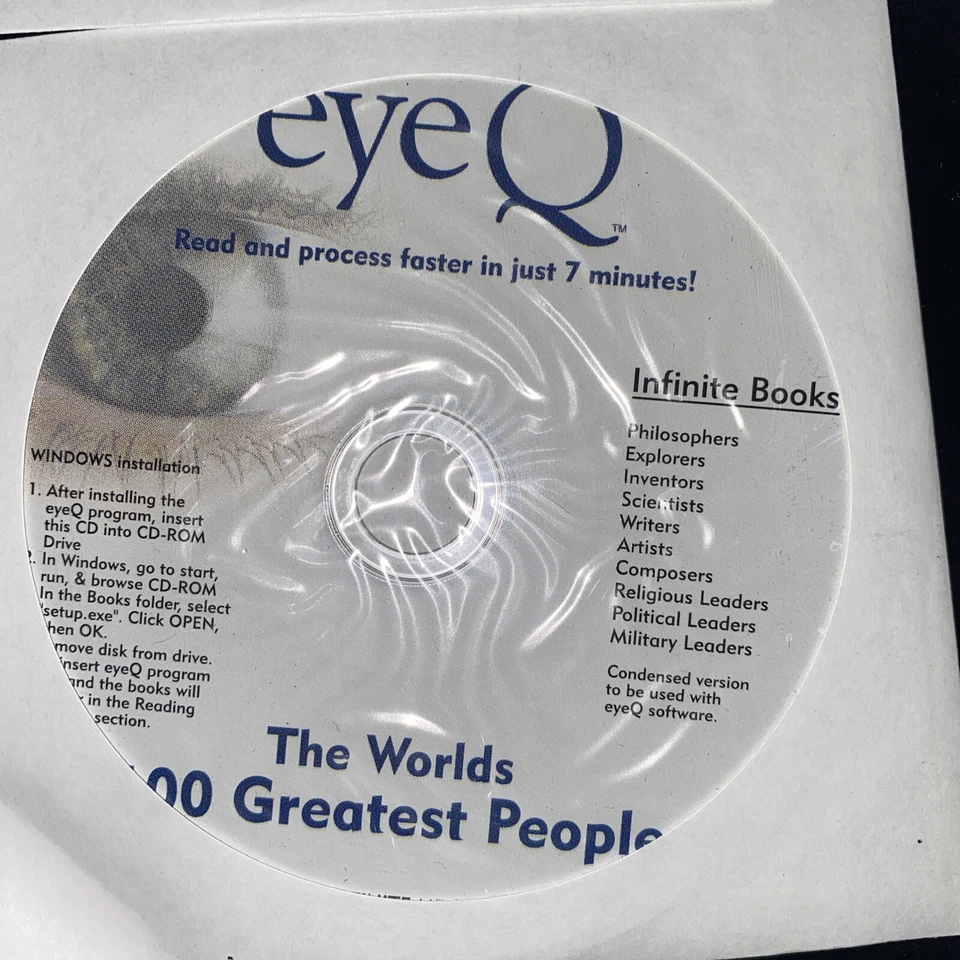 eyeQ™
Read and process faster in just 7 minutes!
Infinite Books
Philosophers
Explorers
Inventors
Scientists
Writers
Artists
Composers
Religious Leaders
Political Leaders
Military Leaders
Condensed version
to be used with
eyeQ software.
WINDOWS installation
1. After installing the
eyeQ program, insert
this CD into CD-ROM
Drive
. In Windows, go to start,
run, & browse CD-ROM
In the Books folder, select
"setup.exe". Click OPEN,
hen OK.
move disk from drive.
insert eyeQ program
and the books will
in the Reading
section.
The Worlds
00 Greatest People